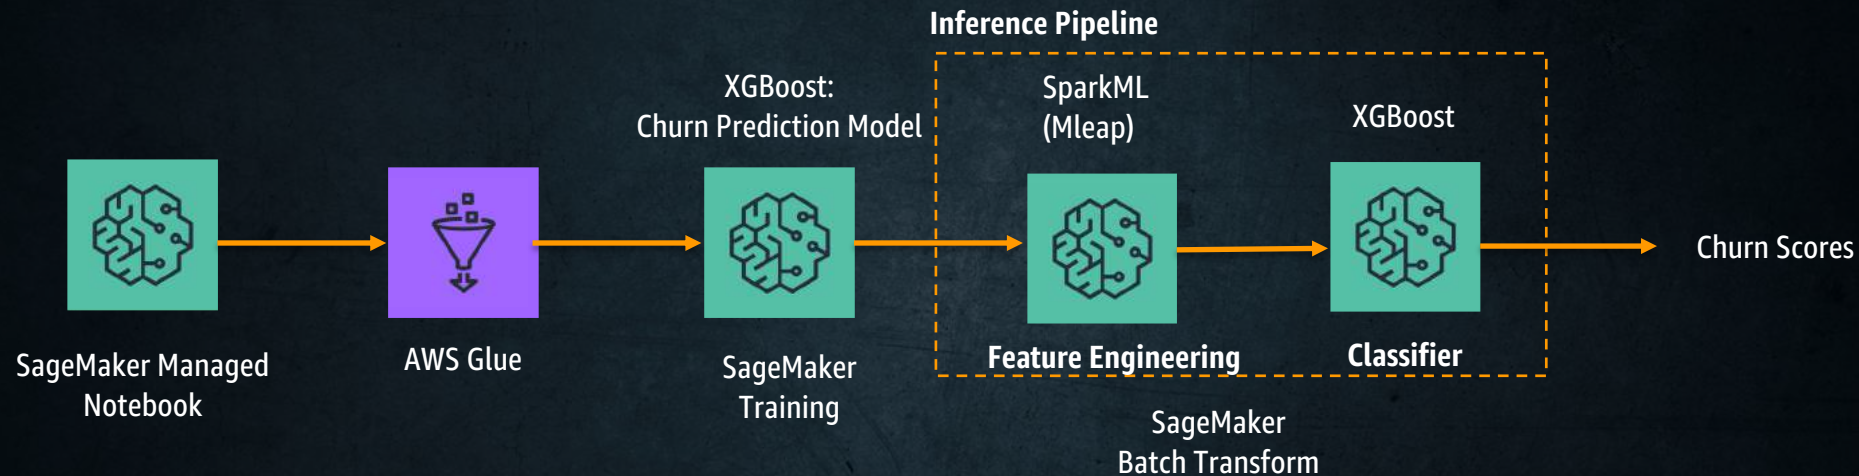 Inference Pipeline
XGBoost:
Churn Prediction Model
SparkML
(Mleap)
XGBoost
Churn Scores
SageMaker Managed
Notebook
AWS Glue
SageMaker
Training
Feature Engineering
Classifier
SageMaker
Batch Transform